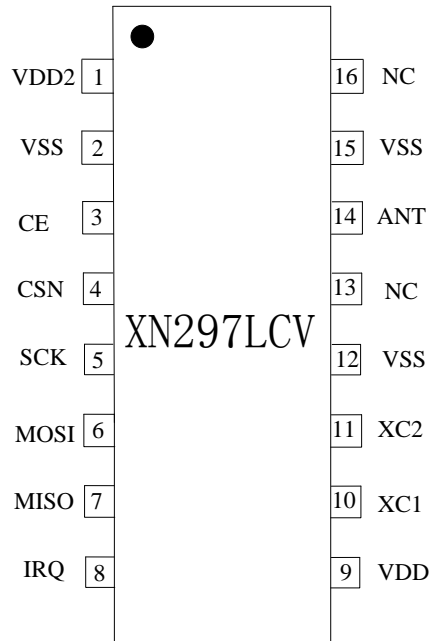 VDD2 1 16 NC
VSS 2 15 VSS
CE 3 14 ANT
CSN 4 13 NC
XN297LCV
SCK 5 12 VSS
MOSI 6 11 XC2
MISO 7 10 XC1
IRQ 8 9 VDD